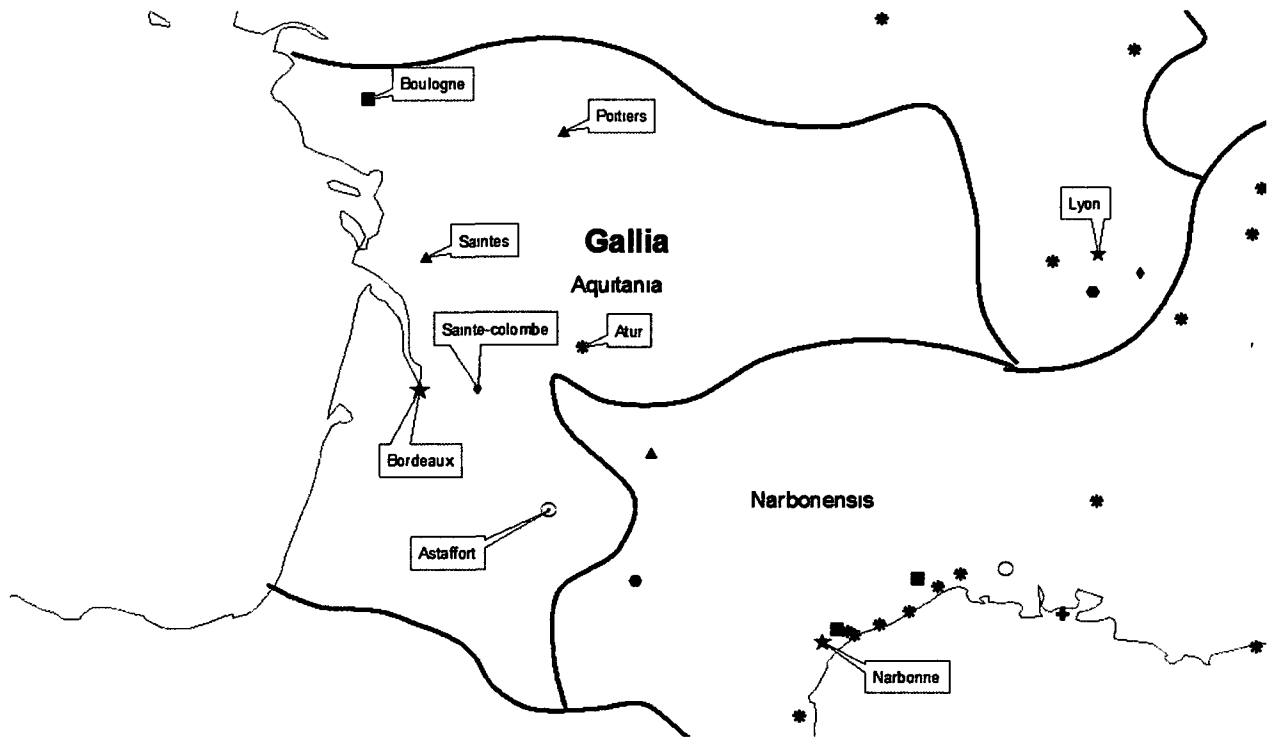 Boulogne
Poitiers
Lyon
Saintes
Gallia
Aquitania
Sainte-colombe
Atur
Bordeaux
Narbonensis
Astaffort
Narbonne